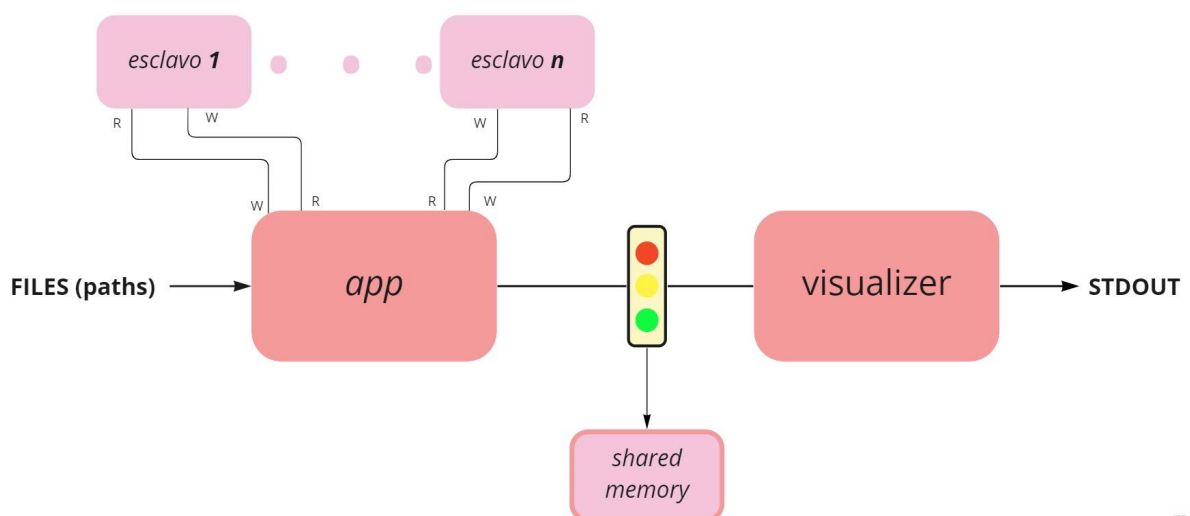 esclavo 1
esclavo n
R
W
W
R
W
R
R
W
FILES (paths)
app
visualizer
STDOUT
shared
memory